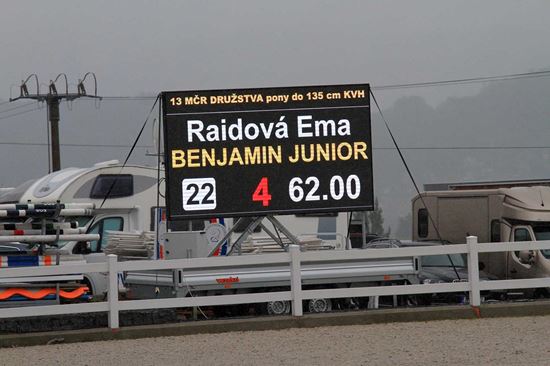 13 MČR DRUŽSTVA pony do 135 cm KVH
Raidová Ema
BENJAMIN JUNIOR
22 4 62.00